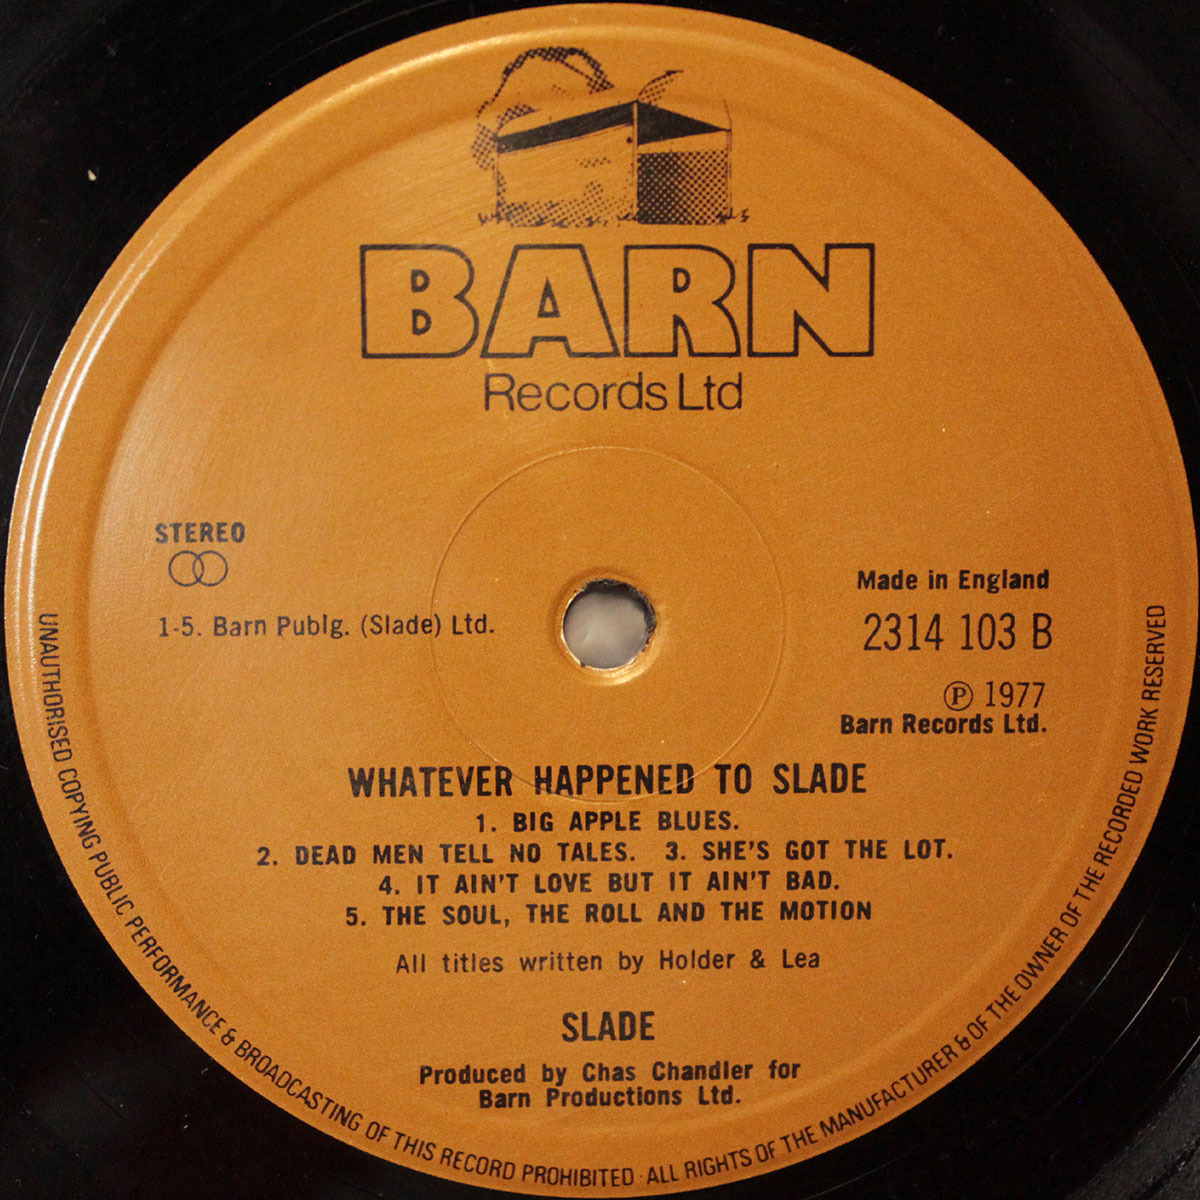 BARN
Records Ltd
STEREO
1-5. Barn Publg. (Slade) Ltd.
Made in England
2314 103 B
Ⓟ 1977
Barn Records Ltd.
WHATEVER HAPPENED TO SLADE
1. BIG APPLE BLUES.
2. DEAD MEN TELL NO TALES. 3. SHE'S GOT THE LOT.
4. IT AIN'T LOVE BUT IT AIN'T BAD.
5. THE SOUL, THE ROLL AND THE MOTION
All titles written by Holder & Lea
SLADE
Produced by Chas Chandler for
Barn Productions Ltd.
UNAUTHORISED COPYING PUBLIC PERFORMANCE & BROADCASTING OF THIS RECORD PROHIBITED · ALL RIGHTS OF THE MANUFACTURER & OF THE OWNER OF THE RECORDED WORK RESERVED